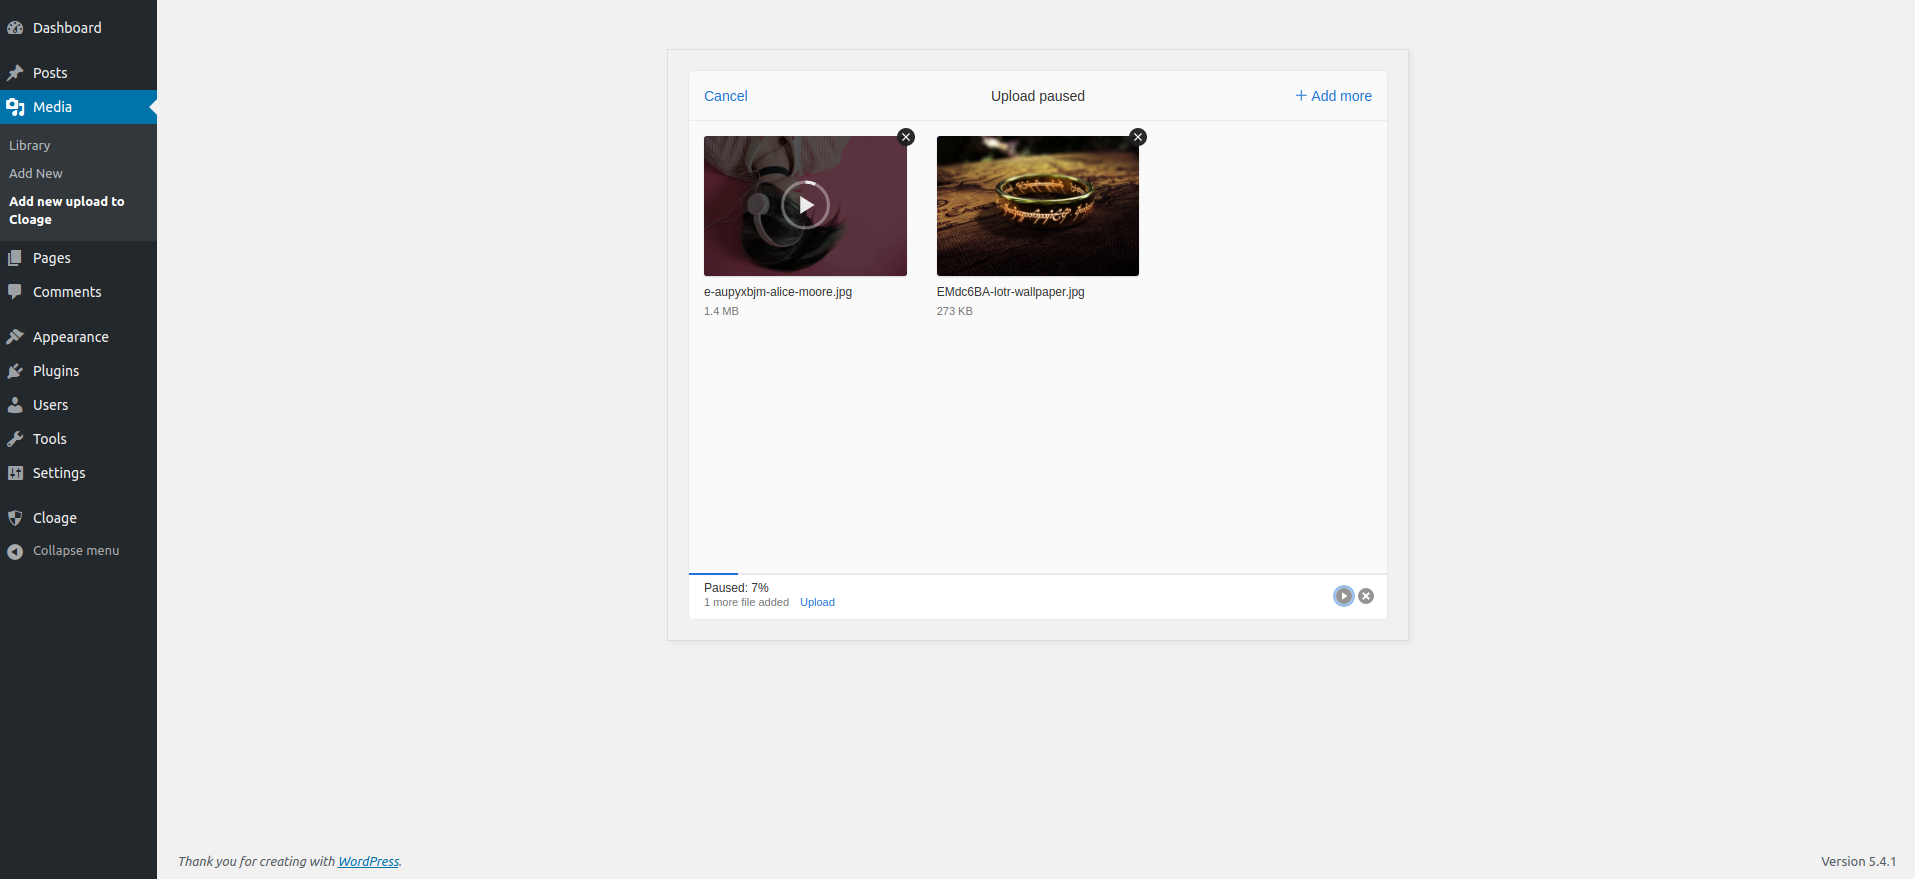 Dashboard
Posts
Media
Library
Add New
Add new upload to
Cloage
Pages
Comments
Appearance
Plugins
Users
Tools
Settings
Cloage
Collapse menu
Cancel
Upload paused
+ Add more
e-aupyxbjm-alice-moore.jpg
1.4 MB
EMdc6BA-lotr-wallpaper.jpg
273 KB
Paused: 7%
1 more file added Upload
Thank you for creating with WordPress.
Version 5.4.1